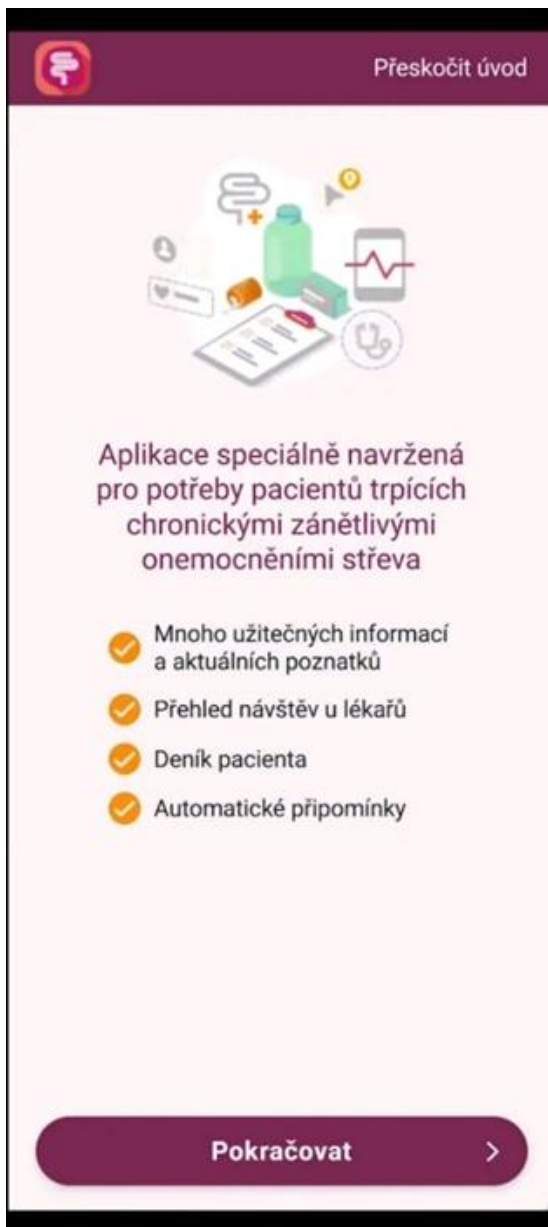 Přeskočit úvod
Aplikace speciálně navržená
pro potřeby pacientů trpících
chronickými zánětlivými
onemocněními střeva
Mnoho užitečných informací
a aktuálních poznatků
Přehled návštěv u lékařů
Deník pacienta
Automatické připomínky
Pokračovat